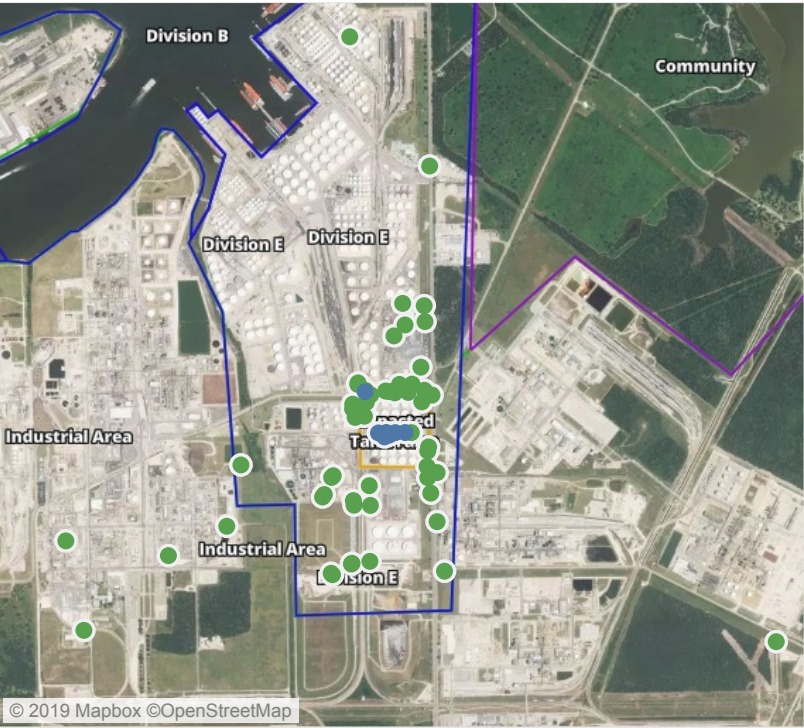 Division B
Community
Division E
Division E
Industrial Area
Industrial Area
Division E
© 2019 Mapbox ©OpenStreetMap